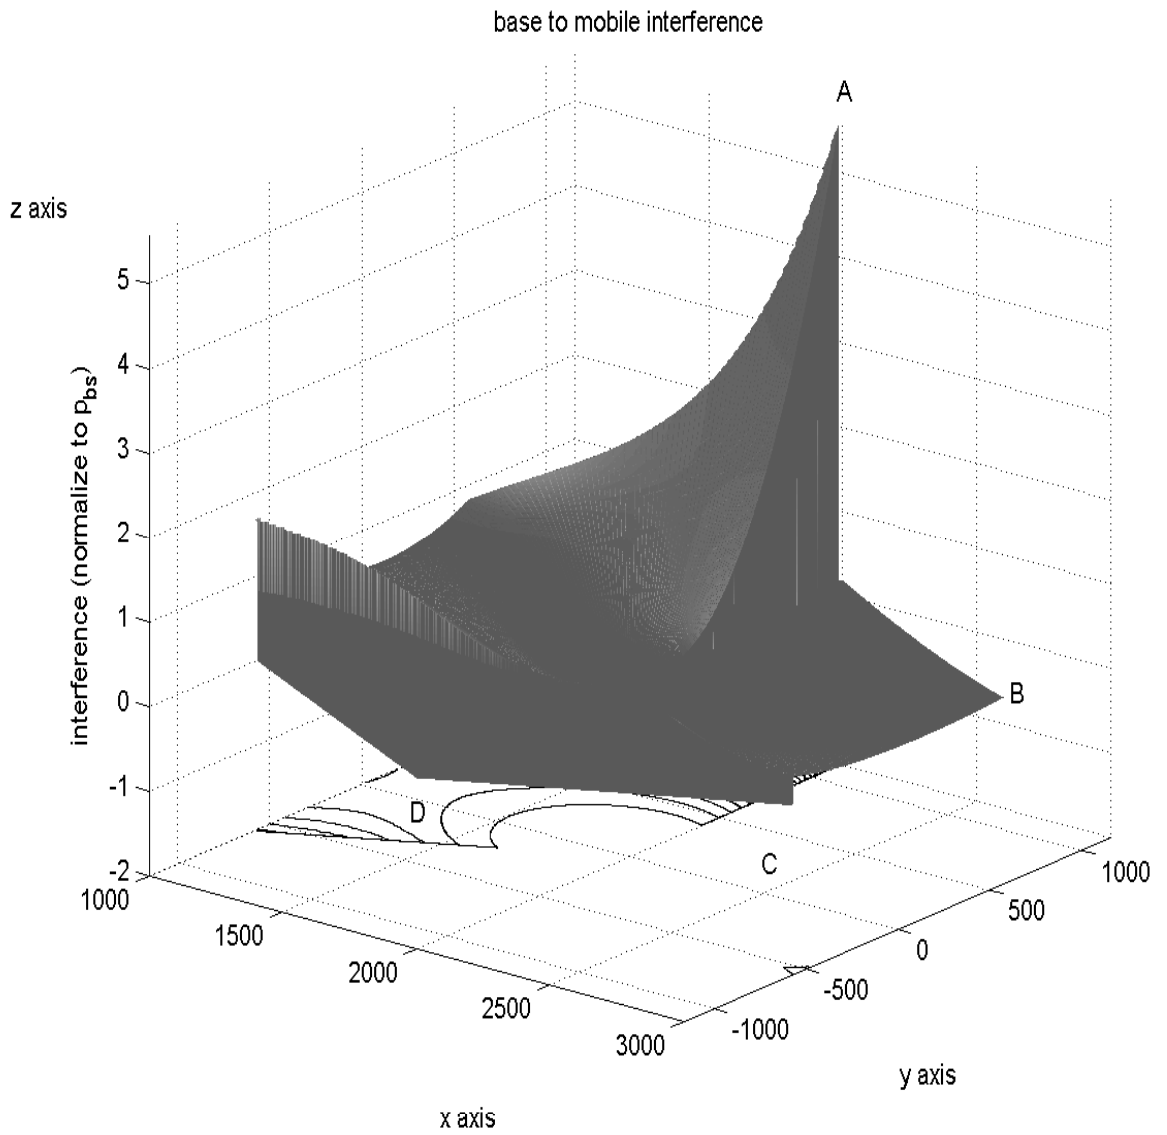 base to mobile interference
A
z axis
5
4
3
2
1
0
-1
-2
interference (normalize to pbs)
B
D
C
1000
1500
2000
2500
3000
-1000
-500
0
500
1000
y axis
x axis